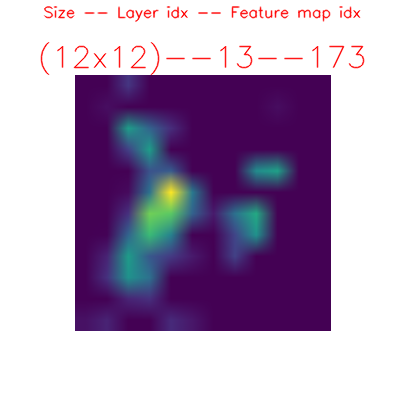 Size -- Layer idx -- Feature map idx
(12x12)--13--173